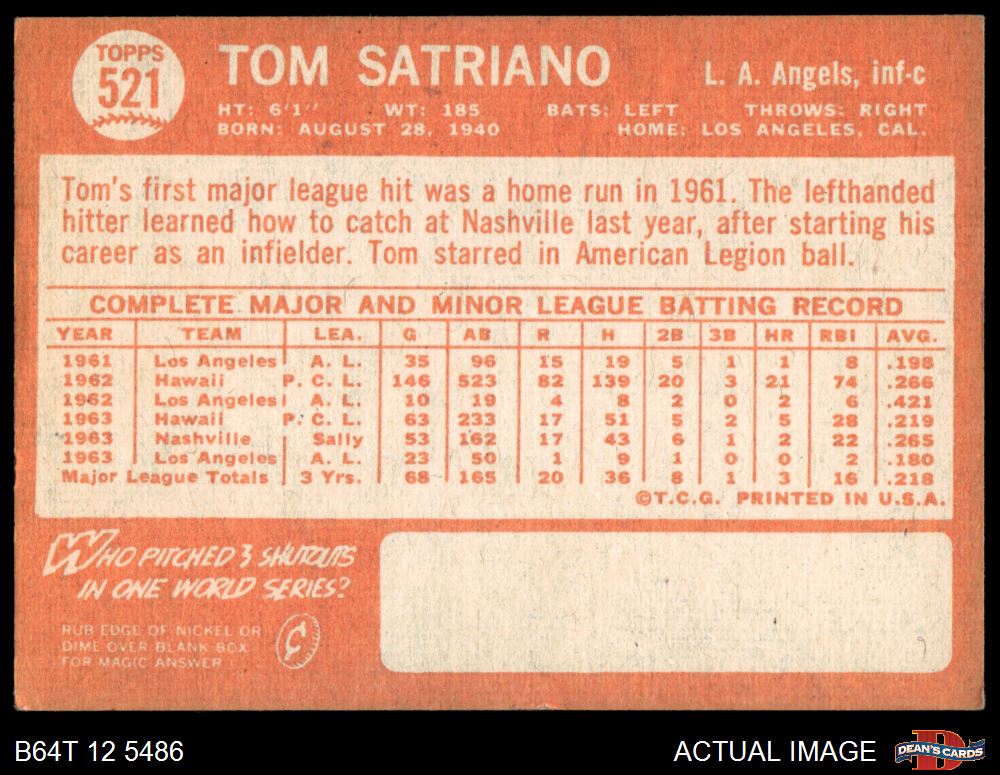 TOPPS
521
TOM SATRIANO
L. A. Angels, inf-c
HT: 6'1" WT: 185 BATS: LEFT THROWS: RIGHT
BORN: AUGUST 28, 1940 HOME: LOS ANGELES, CAL.
Tom's first major league hit was a home run in 1961. The lefthanded
hitter learned how to catch at Nashville last year, after starting his
career as an infielder. Tom starred in American Legion ball.
COMPLETE MAJOR AND MINOR LEAGUE BATTING RECORD
YEAR TEAM LEA. G AB R H 2B 3B HR RBI AVG.
1961 Los Angeles A. L. 35 96 15 19 5 1 1 8 .198
1962 Hawaii P. C. L. 146 523 82 139 20 3 21 74 .266
1962 Los Angeles A. L. 10 19 4 8 2 0 2 6 .421
1963 Hawaii P. C. L. 63 233 17 51 5 2 5 28 .219
1963 Nashville Sally 53 162 17 43 6 1 2 22 .265
1963 Los Angeles A. L. 23 50 1 9 1 0 0 2 .180
Major League Totals 3 Yrs. 68 165 20 36 8 1 3 16 .218
©T.C.G. PRINTED IN U.S.A.
WHO PITCHED 3 SHUTOUTS
IN ONE WORLD SERIES?
RUB EDGE OF NICKEL OR
DIME OVER BLANK BOX
FOR MAGIC ANSWER
¢
B64T 12 5486
ACTUAL IMAGE
D
DEAN'S CARDS